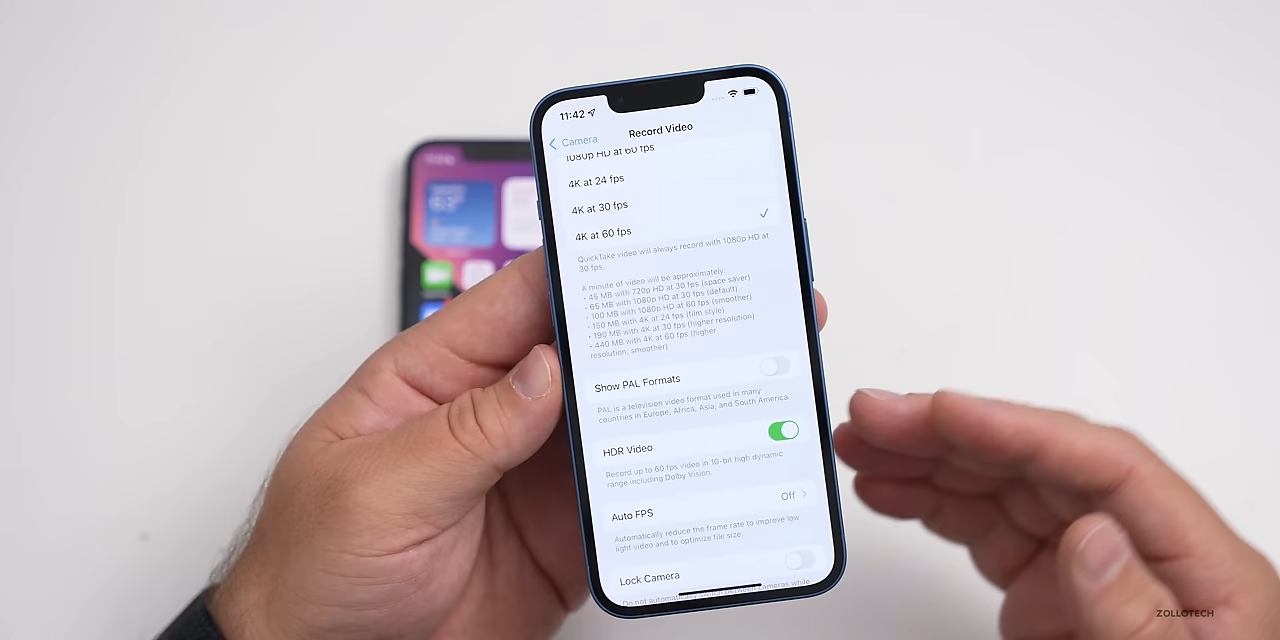 11:42
Camera
Record Video
1080p HD at 60 fps
4K at 24 fps
4K at 30 fps
4K at 60 fps
QuickTake video will always record with 1080p HD at
30 fps.
A minute of video will be approximately:
• 45 MB with 720p HD at 30 fps (space saver)
• 65 MB with 1080p HD at 30 fps (default)
• 100 MB with 1080p HD at 60 fps (smoother)
• 150 MB with 4K at 24 fps (film style)
• 190 MB with 4K at 30 fps (higher resolution)
• 440 MB with 4K at 60 fps (higher
resolution, smoother)
Show PAL Formats
PAL is a television video format used in many
countries in Europe, Africa, Asia, and South America.
HDR Video
Record up to 60 fps video in 10-bit high dynamic
range including Dolby Vision.
Auto FPS
Off
Automatically reduce the frame rate to improve low
light video and to optimize file size.
Lock Camera
Do not automatically switch between cameras while
ZOLLOTECH